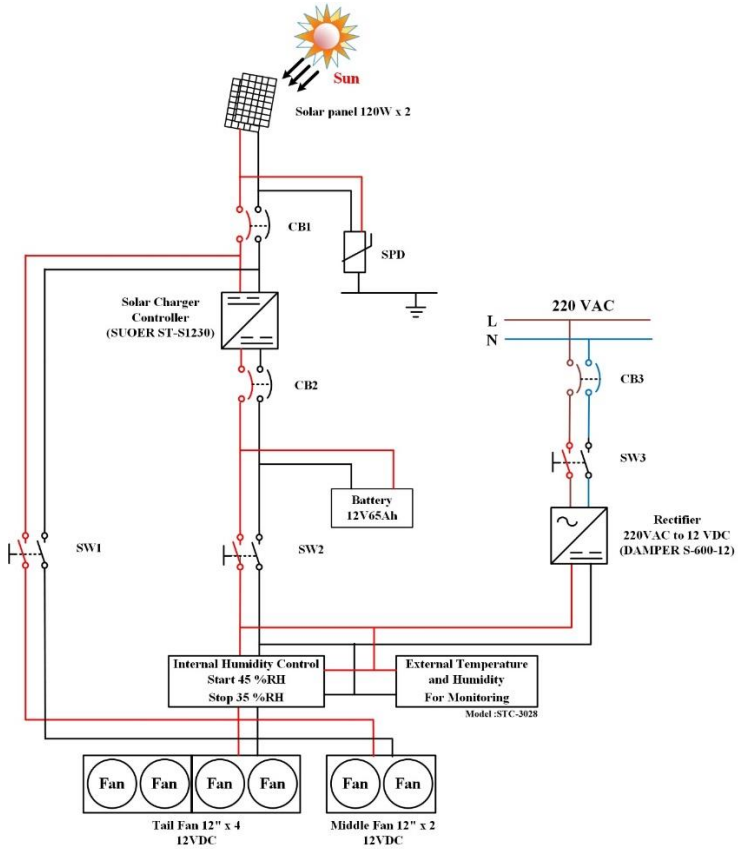 Sun
Solar panel 120W x 2
CB1
SPD
Solar Charger
Controller
(SUOER ST-S1230)
220 VAC
L
N
CB2
CB3
SW3
Battery
12V65Ah
Rectifier
220VAC to 12 VDC
(DAMPER S-600-12)
SW1
SW2
Internal Humidity Control
Start 45 %RH
Stop 35 %RH
External Temperature
and Humidity
For Monitoring
Model :STC-3028
Fan
Fan
Fan
Fan
Fan
Fan
Tail Fan 12" x 4
12VDC
Middle Fan 12" x 2
12VDC